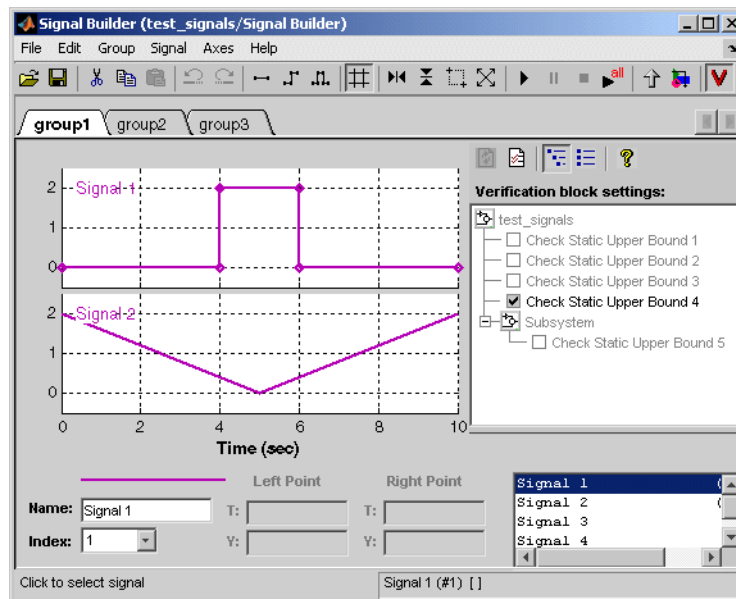 Signal Builder (test_signals/Signal Builder)
File Edit Group Signal Axes Help
all
group1 group2 group3
Verification block settings:
test_signals
Check Static Upper Bound 1
Check Static Upper Bound 2
Check Static Upper Bound 3
Check Static Upper Bound 4
Subsystem
Check Static Upper Bound 5
2
Signal 1
1
0
2
Signal 2
1
0
0 2 4 6 8 10
Time (sec)
Left Point Right Point
Name: Signal 1 T: T:
Index: 1 Y: Y:
Signal 1 (
Signal 2 (
Signal 3
Signal 4
Click to select signal
Signal 1 (#1) [ ]